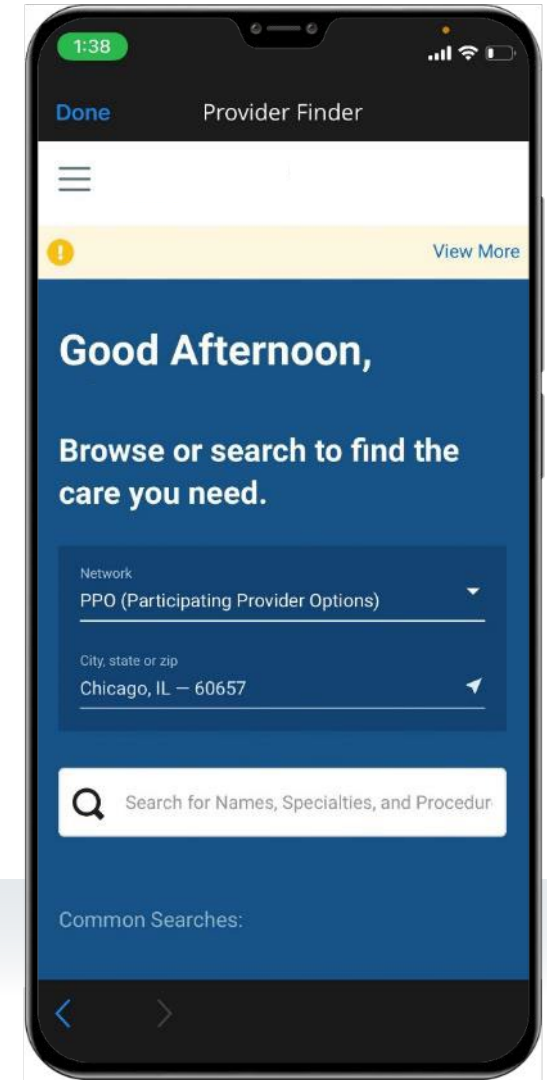 1:38
Done Provider Finder
View More
Good Afternoon,
Browse or search to find the
care you need.
Network
PPO (Participating Provider Options)
City, state or zip
Chicago, IL — 60657
Search for Names, Specialties, and Procedur
Common Searches: